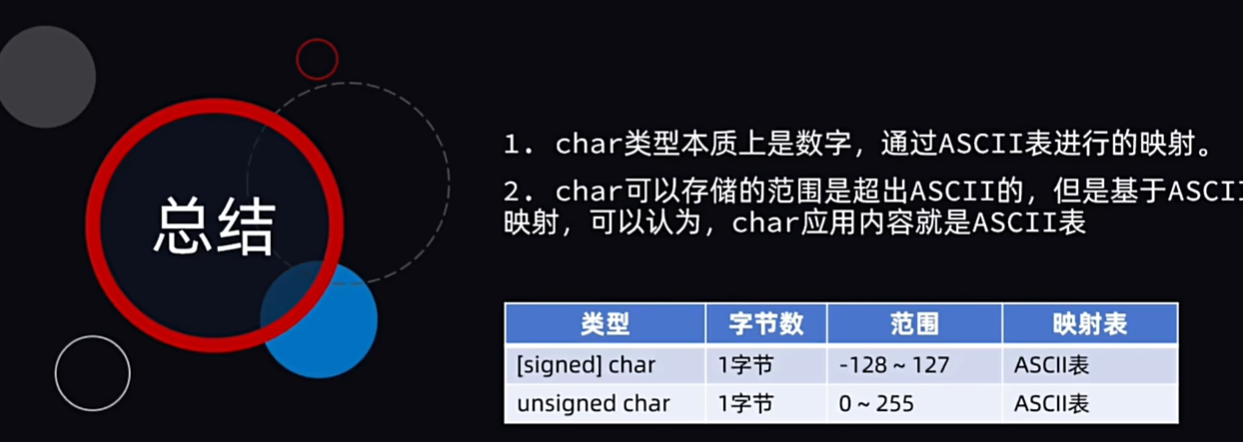 总结
1. char类型本质上是数字，通过ASCII表进行的映射。
2. char可以存储的范围是超出ASCII的，但是基于ASCII
映射，可以认为，char应用内容就是ASCII表
类型 字节数 范围 映射表
[signed] char 1字节 -128 ~ 127 ASCII表
unsigned char 1字节 0 ~ 255 ASCII表